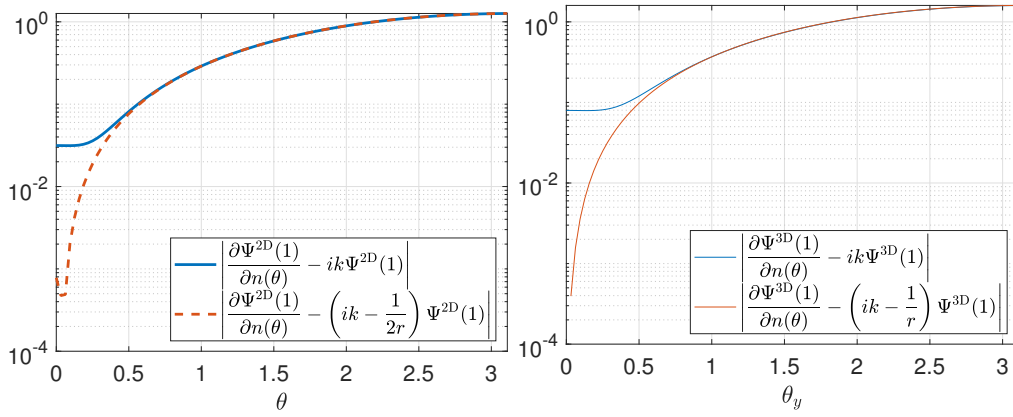 10^0
10^{-2}
10^{-4}
0 0.5 1 1.5 2 2.5 3
θ
|∂Ψ^{2D}(1)/∂n(θ) − ikΨ^{2D}(1)|
|∂Ψ^{2D}(1)/∂n(θ) − (ik − 1/2r) Ψ^{2D}(1)|
10^0
10^{-2}
10^{-4}
0 0.5 1 1.5 2 2.5 3
θ_y
|∂Ψ^{3D}(1)/∂n(θ) − ikΨ^{3D}(1)|
|∂Ψ^{3D}(1)/∂n(θ) − (ik − 1/r) Ψ^{3D}(1)|